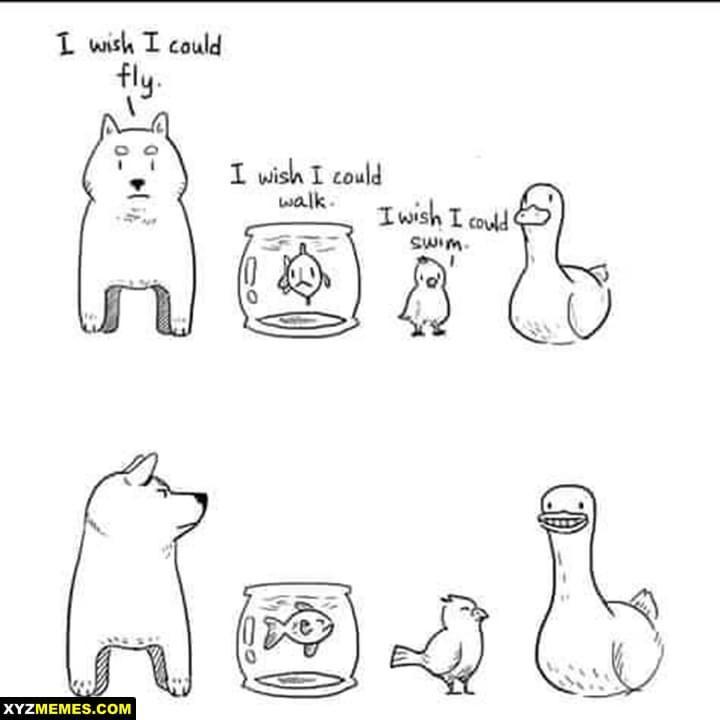 I wish I could
fly.
I wish I could
walk.
I wish I could
swim.
XYZMEMES.COM